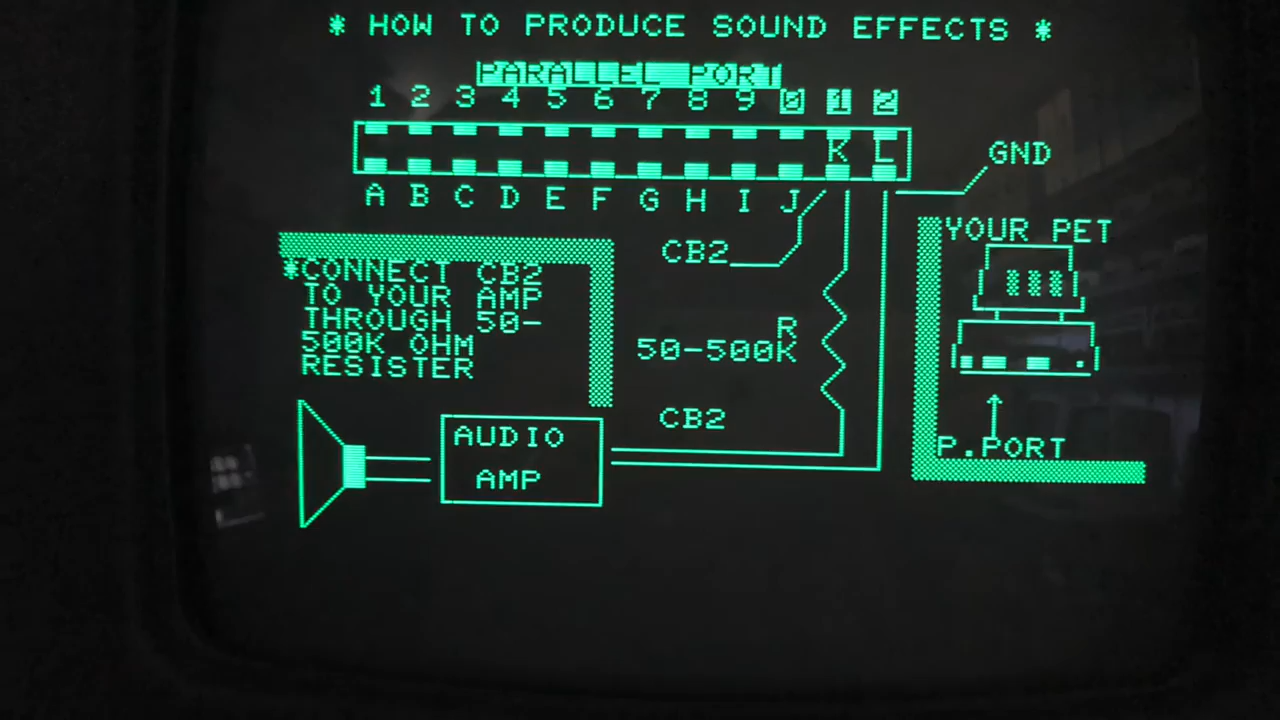 * HOW TO PRODUCE SOUND EFFECTS *
PARALLEL PORT
1 2 3 4 5 6 7 8 9 0 1 2
K L
GND
A B C D E F G H I J
CB2
YOUR PET
*CONNECT CB2
TO YOUR AMP
THROUGH 50-
500K OHM
RESISTER
R
50-500K
CB2
AUDIO
AMP
P.PORT